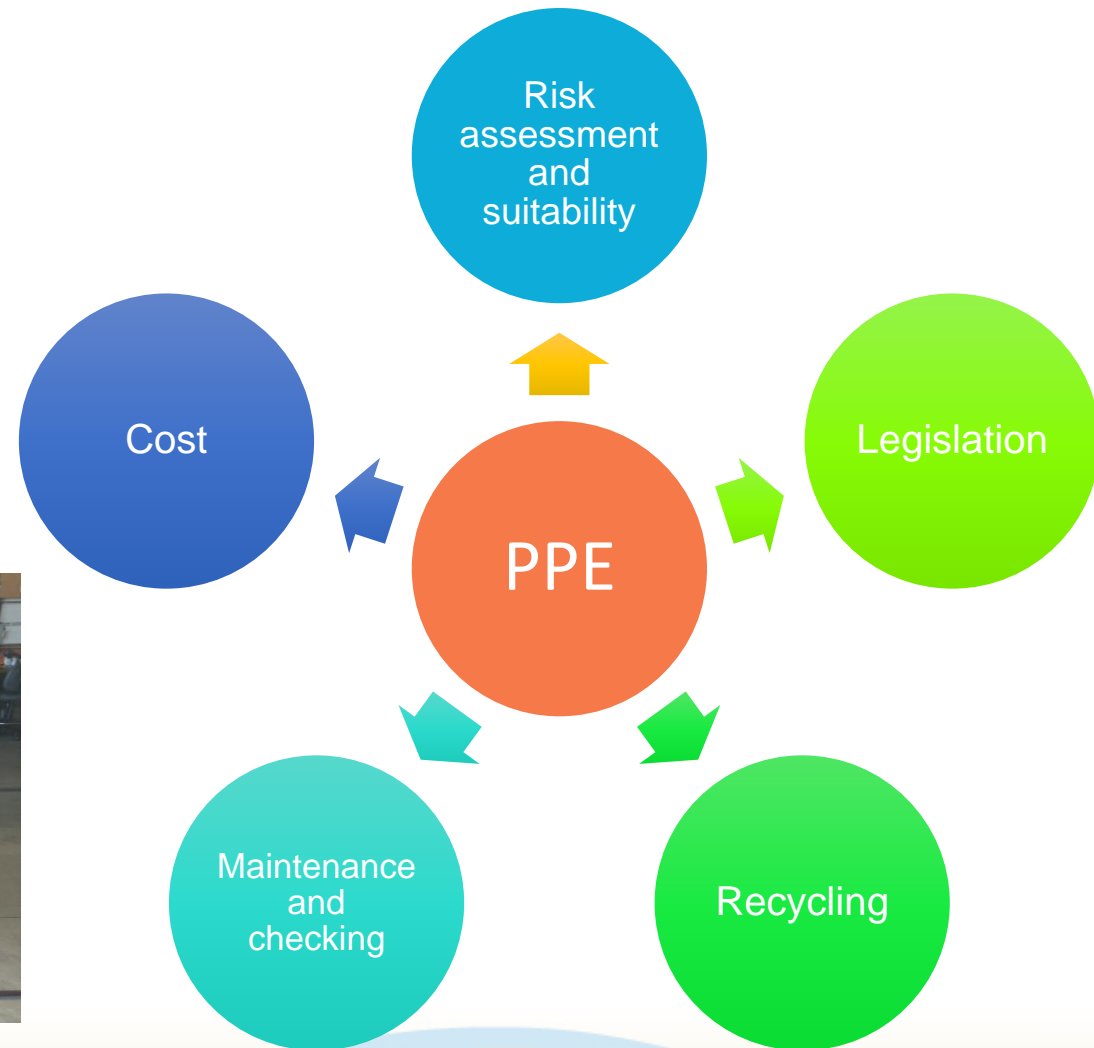 Risk
assessment
and
suitability
Cost
Legislation
PPE
Maintenance
and
checking
Recycling